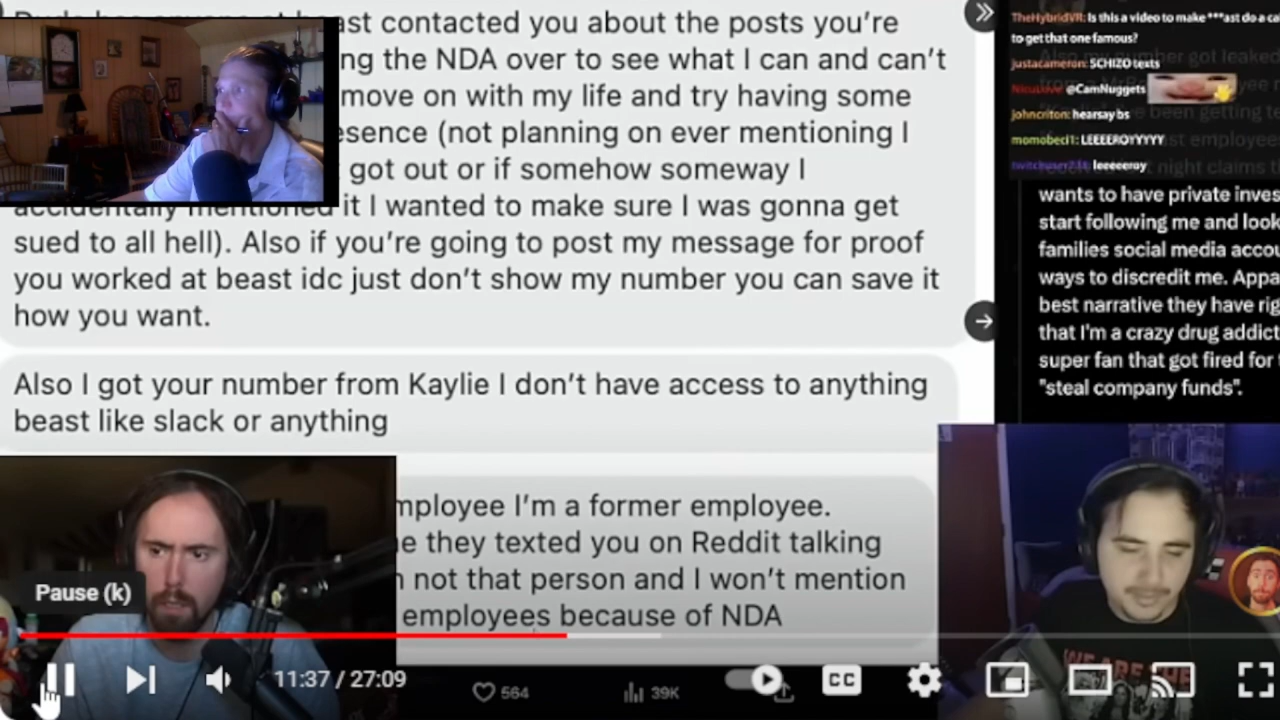 ast contacted you about the posts you're
ng the NDA over to see what I can and can't
move on with my life and try having some
esence (not planning on ever mentioning I
got out or if somehow someway I
accidentally mentioned it I wanted to make sure I was gonna get
sued to all hell). Also if you're going to post my message for proof
you worked at beast idc just don't show my number you can save it
how you want.
Also I got your number from Kaylie I don't have access to anything
beast like slack or anything
mployee I'm a former employee.
e they texted you on Reddit talking
not that person and I won't mention
employees because of NDA
TheHybridVR: Is this a video to make ***ast do a ca
to get that one famous?
justacameron: SCHIZO texts
@CamNuggets
johncriton: hearsay bs
momobed1: LEEEEROYYYYY
leeeeeroy
wants to have private inves
start following me and look
families social media accou
ways to discredit me. Appa
best narrative they have rig
that I'm a crazy drug addict
super fan that got fired for
"steal company funds".
WE ARE THE
Pause (k)
11:37 / 27:09
564
39K
CC